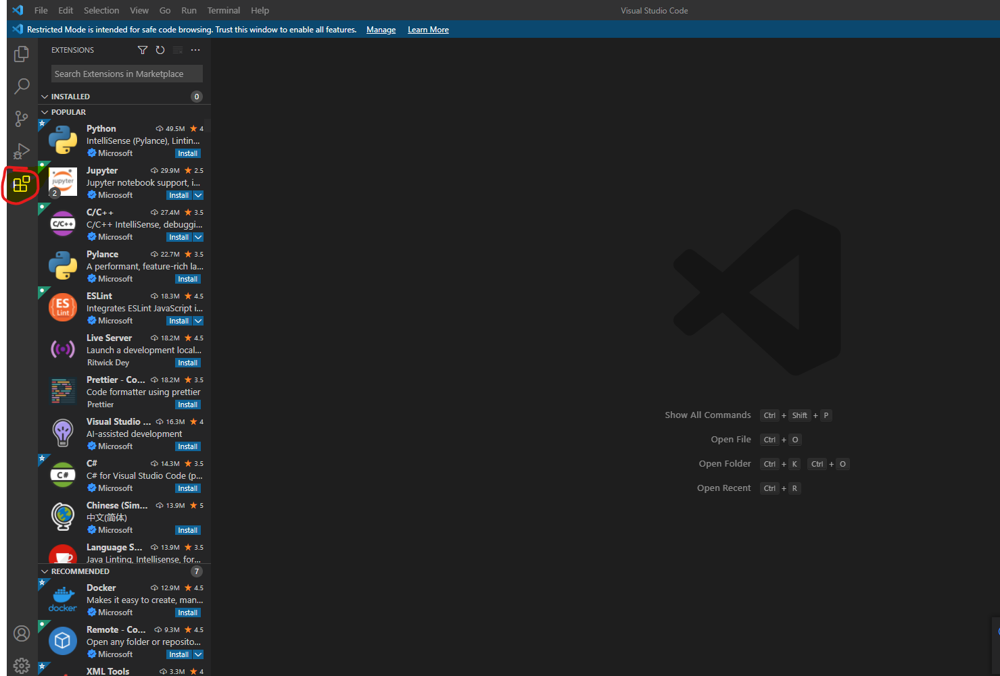 File Edit Selection View Go Run Terminal Help Visual Studio Code
Restricted Mode is intended for safe code browsing. Trust this window to enable all features. Manage Learn More
EXTENSIONS
Search Extensions in Marketplace
INSTALLED 0
POPULAR
Python 49.5M 4
IntelliSense (Pylance), Lintin...
Microsoft Install
Jupyter 29.9M 2.5
Jupyter notebook support, i...
Microsoft Install
jupyter
2
C/C++ 27.4M 3.5
C/C++ IntelliSense, debuggi...
Microsoft Install
C/C++
Pylance 22.7M 3.5
A performant, feature-rich la...
Microsoft Install
ESLint 18.3M 4.5
Integrates ESLint JavaScript i...
Microsoft Install
ES
Lint
Live Server 18.2M 4.5
Launch a development local...
Ritwick Dey Install
Prettier - Co... 18.2M 3.5
Code formatter using prettier
Prettier Install
Visual Studio ... 16.3M 4
AI-assisted development
Microsoft Install
C# 14.3M 3.5
C# for Visual Studio Code (p...
Microsoft Install
C#
Chinese (Sim... 13.9M 5
中文(简体)
Microsoft Install
Language S... 13.9M 3.5
Java Linting, Intellisense, for...
RECOMMENDED 7
Docker 12.9M 4.5
Makes it easy to create, man...
Microsoft Install
docker
Remote - Co... 9.3M 4.5
Open any folder or reposito...
Microsoft Install
XML Tools 3.3M 4
Show All Commands Ctrl + Shift + P
Open File Ctrl + O
Open Folder Ctrl + K Ctrl + O
Open Recent Ctrl + R